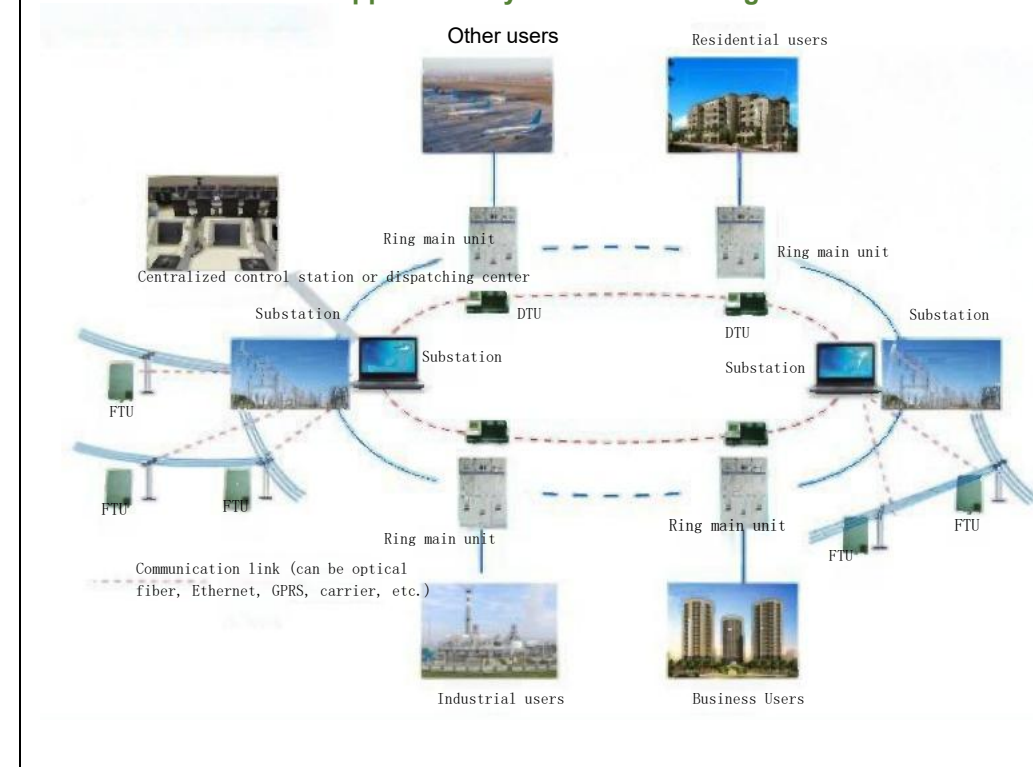 Other users
Residential users
Ring main unit
Ring main unit
Centralized control station or dispatching center
Substation
DTU
Substation
DTU
Substation
Substation
FTU
FTU
FTU
Ring main unit
Ring main unit
FTU
FTU
Communication link (can be optical
fiber, Ethernet, GPRS, carrier, etc.)
Industrial users
Business Users